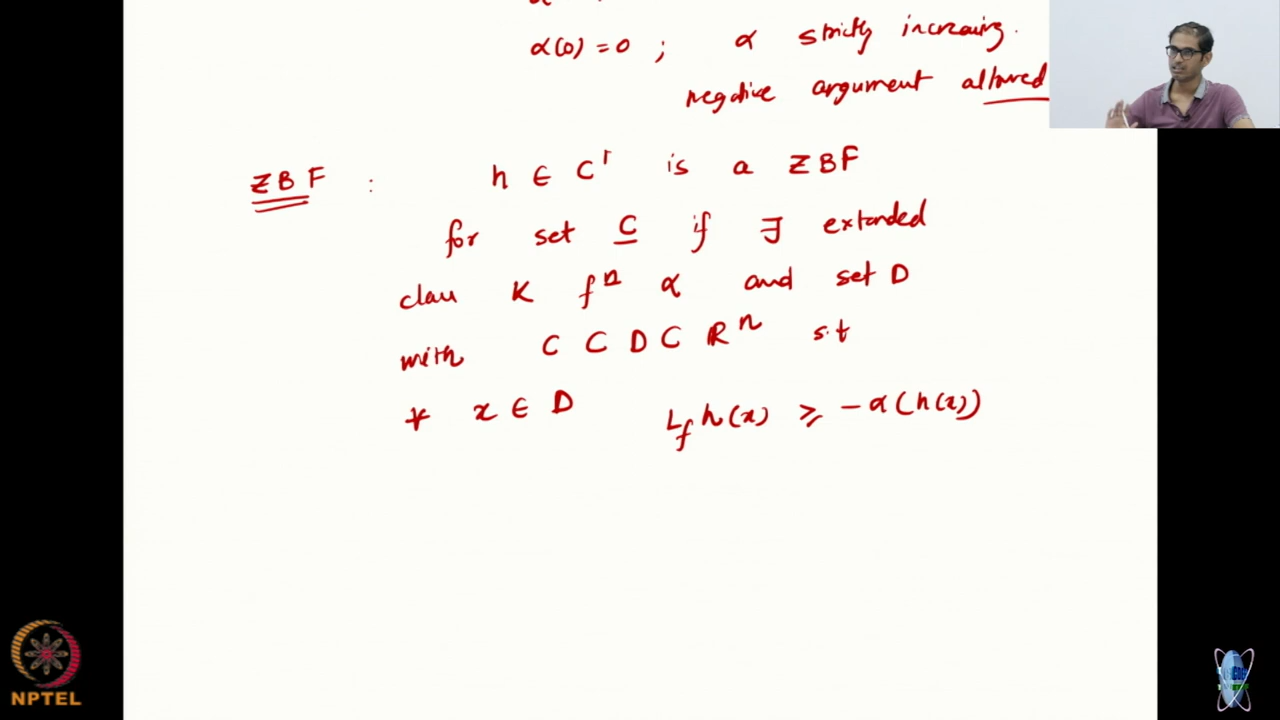 α(0) = 0 ; α strictly increasing.
negative argument allowed
ZBF : h ∈ C¹ is a ZBF
for set C if ∃ extended
class K fⁿ α and set D
with C ⊂ D ⊂ Rⁿ s.t
∀ x ∈ D L_f h(x) ≥ -α(h(x))
NPTEL